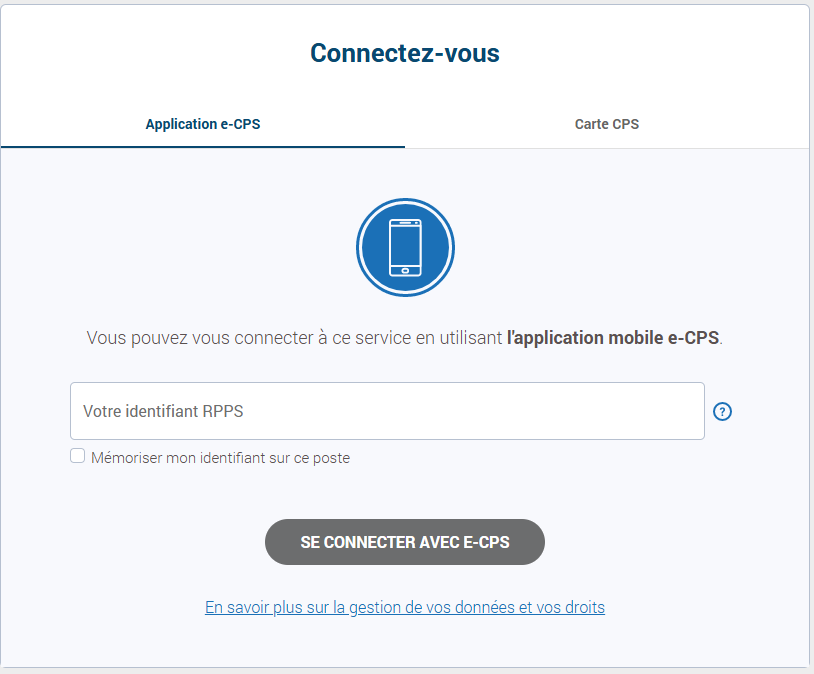 Connectez-vous
Application e-CPS
Carte CPS
Vous pouvez vous connecter à ce service en utilisant l'application mobile e-CPS.
Votre identifiant RPPS
?
Mémoriser mon identifiant sur ce poste
SE CONNECTER AVEC E-CPS
En savoir plus sur la gestion de vos données et vos droits